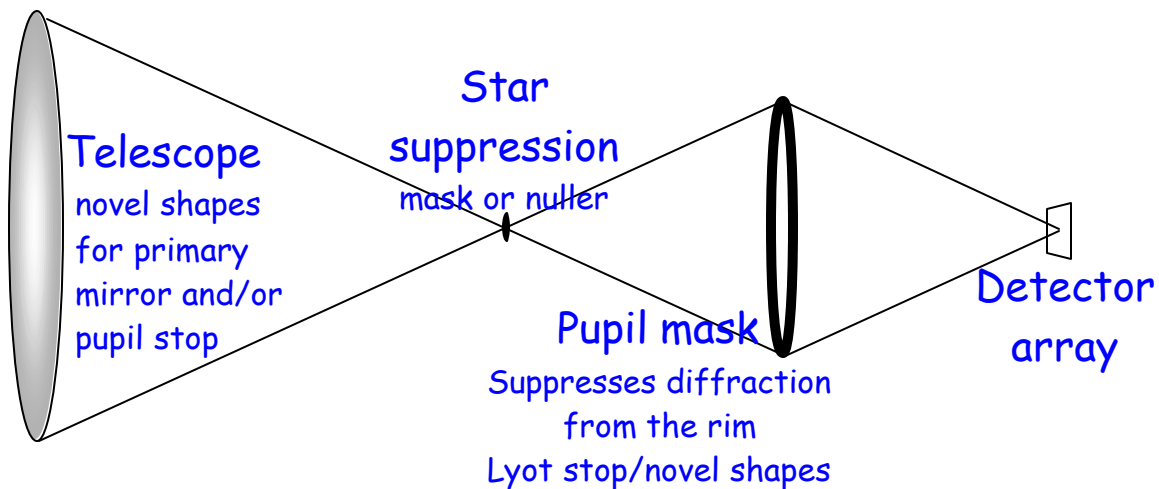 Telescope
novel shapes
for primary
mirror and/or
pupil stop
Star
suppression
mask or nuller
Pupil mask
Suppresses diffraction
from the rim
Lyot stop/novel shapes
Detector
array